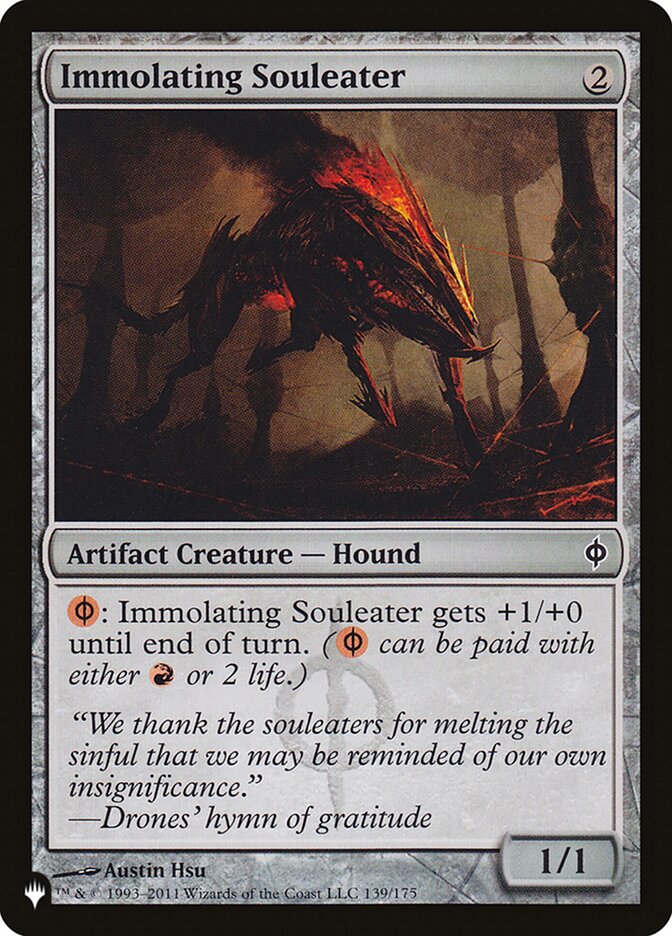 Immolating Souleater 2
Artifact Creature — Hound
: Immolating Souleater gets +1/+0
until end of turn. ( can be paid with
either or 2 life.)
“We thank the souleaters for melting the
sinful that we may be reminded of our own
insignificance.”
—Drones’ hymn of gratitude
1/1
Austin Hsu
™ & © 1993–2011 Wizards of the Coast LLC 139/175